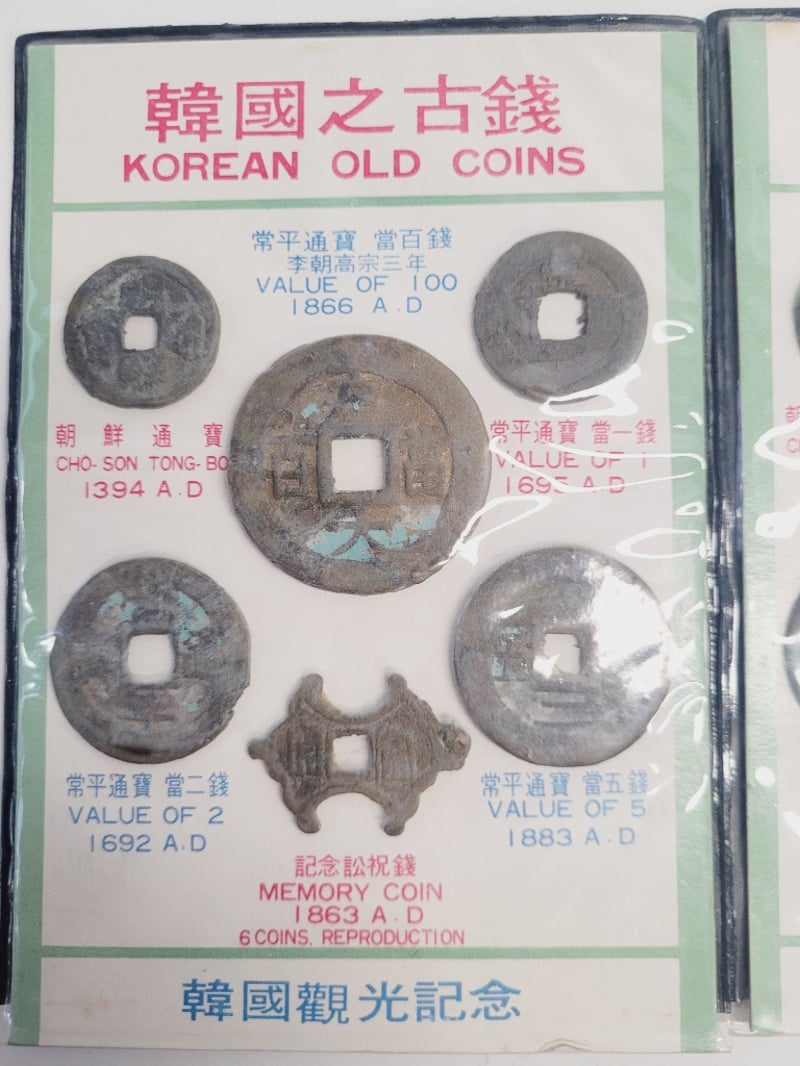 韓國之古錢
KOREAN OLD COINS
常平通寶 當百錢
李朝高宗三年
VALUE OF 100
1866 A.D
朝鮮通寶
CHO-SON TONG-BO
1394 A.D
常平通寶 當一錢
VALUE OF 1
1695 A.D
百
當
大
常平通寶 當二錢
VALUE OF 2
1692 A.D
常平通寶 當五錢
VALUE OF 5
1883 A.D
記念訟祝錢
MEMORY COIN
1863 A.D
6 COINS, REPRODUCTION
韓國觀光記念